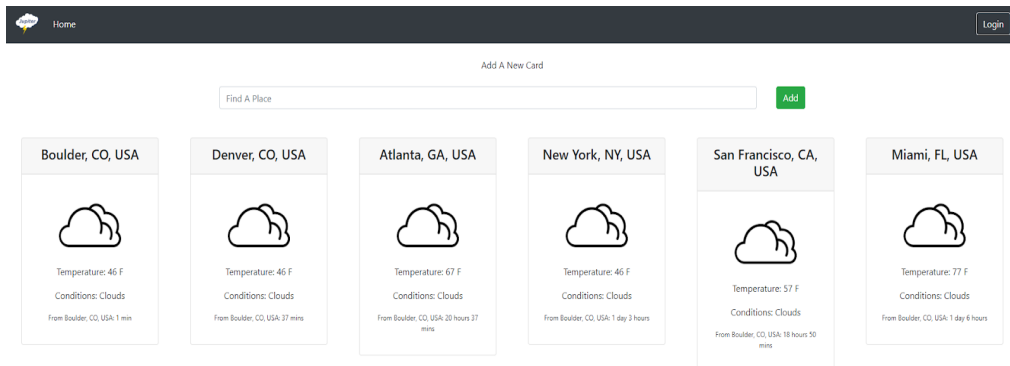 Jupiter
Home
Login
Add A New Card
Find A Place
Add
Boulder, CO, USA
Temperature: 46 F
Conditions: Clouds
From Boulder, CO, USA: 1 min
Denver, CO, USA
Temperature: 46 F
Conditions: Clouds
From Boulder, CO, USA: 37 mins
Atlanta, GA, USA
Temperature: 67 F
Conditions: Clouds
From Boulder, CO, USA: 20 hours 37
mins
New York, NY, USA
Temperature: 46 F
Conditions: Clouds
From Boulder, CO, USA: 1 day 3 hours
San Francisco, CA,
USA
Temperature: 57 F
Conditions: Clouds
From Boulder, CO, USA: 18 hours 50
mins
Miami, FL, USA
Temperature: 77 F
Conditions: Clouds
From Boulder, CO, USA: 1 day 6 hours